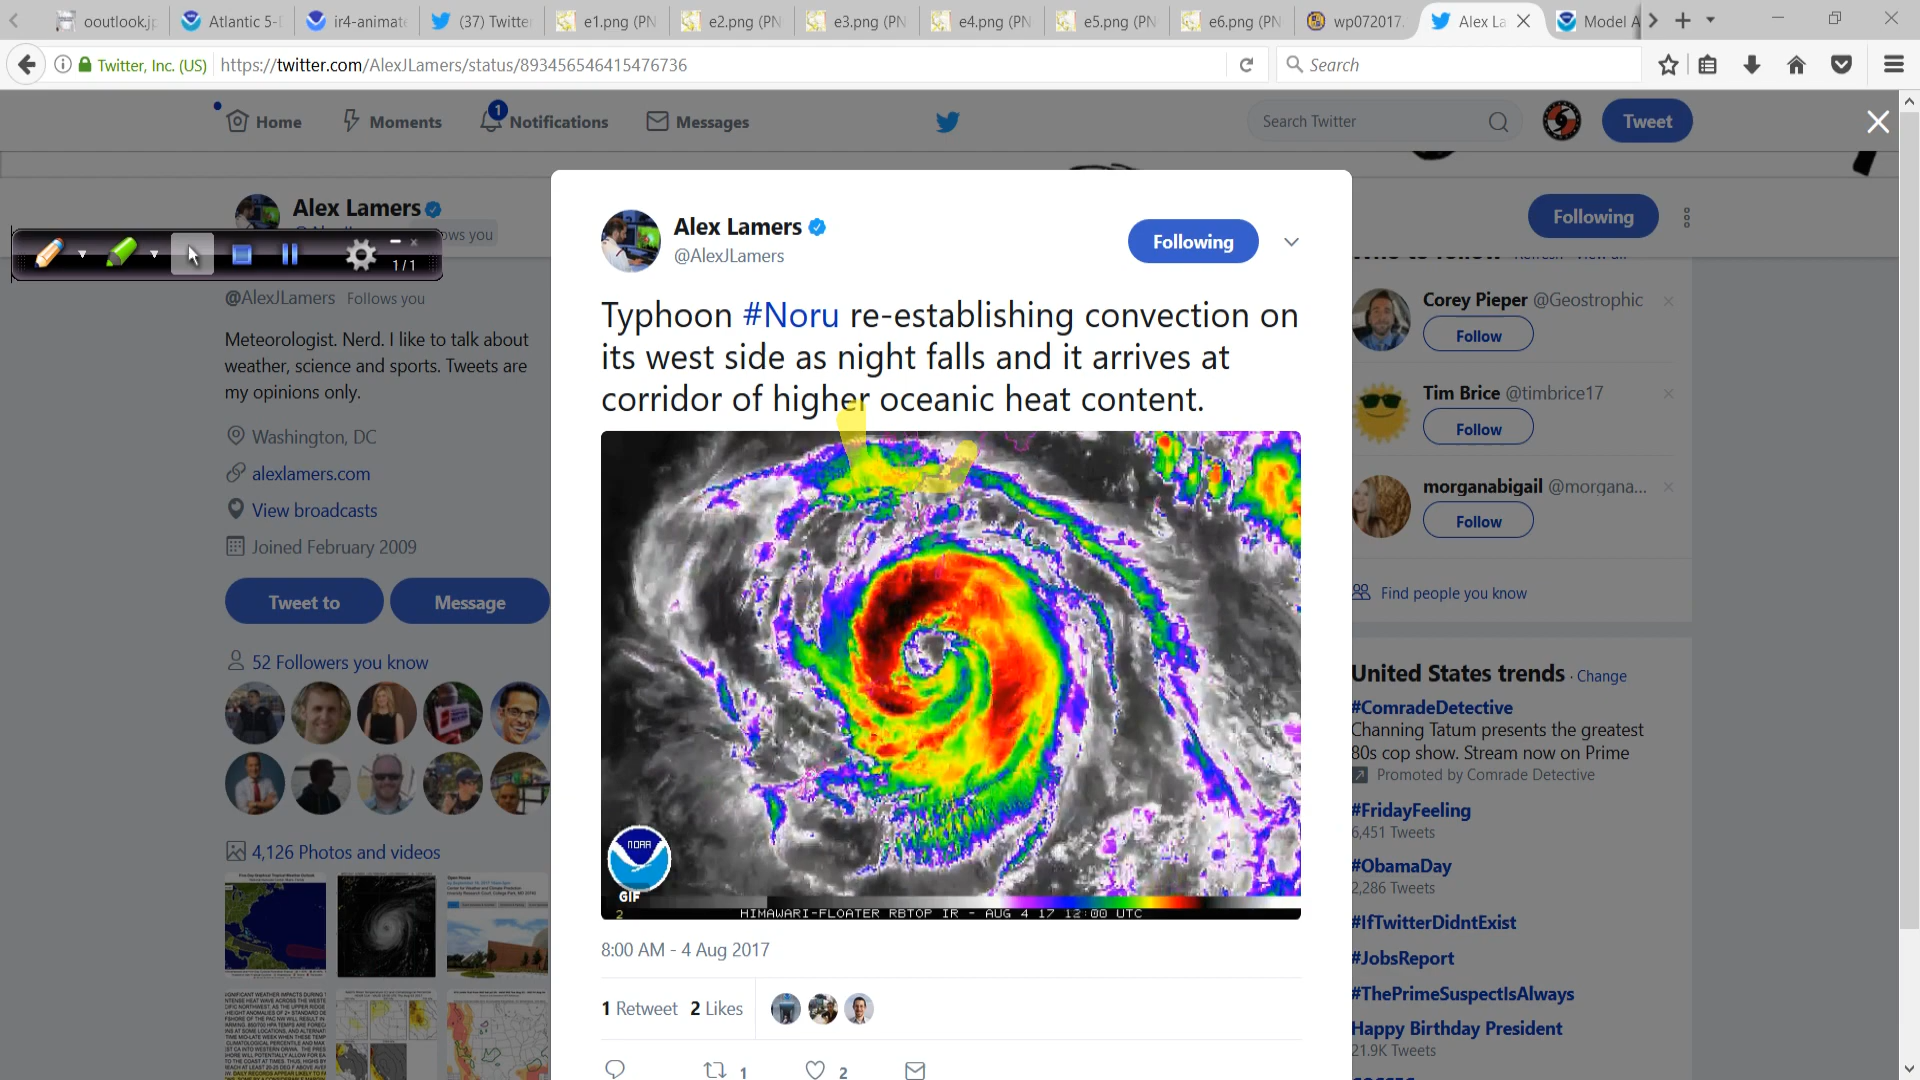 ooutlook.j
Atlantic 5-
ir4-animat
(37) Twitte
e1.png (PN
e2.png (PN
e3.png (PN
e4.png (PN
e5.png (PN
e6.png (PN
wp072017.
Alex La
Model A
Twitter, Inc. (US)
https://twitter.com/AlexJLamers/status/893456546415476736
Search
Home
Moments
1
Notifications
Messages
Search Twitter
Tweet
Alex Lamers
ows you
1/1
@AlexJLamers Follows you
Meteorologist. Nerd. I like to talk about
weather, science and sports. Tweets are
my opinions only.
Washington, DC
alexlamers.com
View broadcasts
Joined February 2009
Tweet to
Message
52 Followers you know
4,126 Photos and videos
Alex Lamers
@AlexJLamers
Following
Typhoon #Noru re-establishing convection on
its west side as night falls and it arrives at
corridor of higher oceanic heat content.
NOAA
GIF
2
HIMAWARI-FLOATER RBTOP IR - AUG 4 17 12:00 UTC
8:00 AM - 4 Aug 2017
1 Retweet 2 Likes
1
2
Following
Refresh View all
Corey Pieper @Geostrophic
Follow
Tim Brice @timbrice17
Follow
morganabigail @morgana...
Follow
Find people you know
United States trends · Change
#ComradeDetective
Channing Tatum presents the greatest
80s cop show. Stream now on Prime
Promoted by Comrade Detective
#FridayFeeling
6,451 Tweets
#ObamaDay
2,286 Tweets
#IfTwitterDidntExist
#JobsReport
#ThePrimeSuspectIsAlways
Happy Birthday President
21.9K Tweets